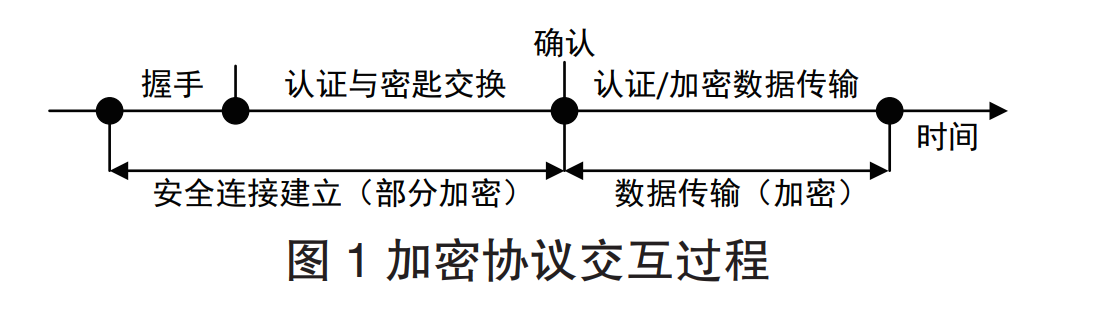 确认
握手 认证与密匙交换 认证/加密数据传输
时间
安全连接建立（部分加密） 数据传输（加密）
图 1 加密协议交互过程